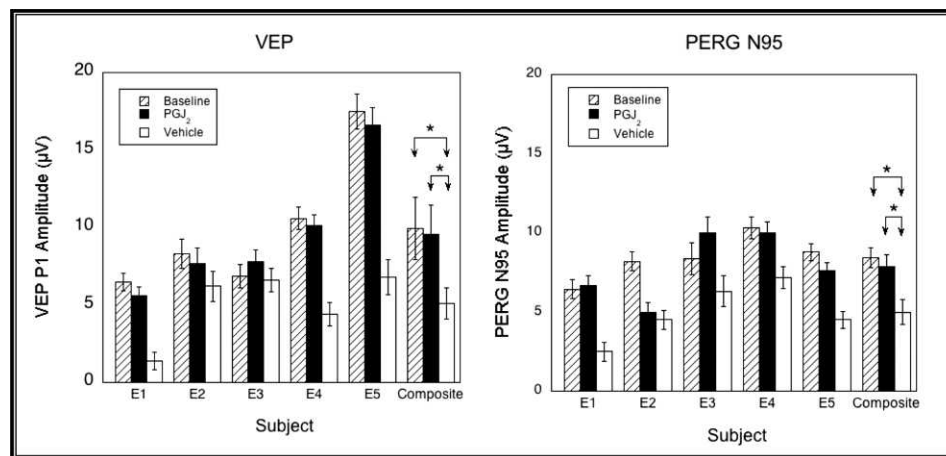 VEP
20
15
10
5
0
VEP P1 Amplitude (µV)
Baseline
PGJ2
Vehicle
*
*
E1 E2 E3 E4 E5 Composite
Subject
PERG N95
20
15
10
5
0
PERG N95 Amplitude (µV)
Baseline
PGJ2
Vehicle
*
*
E1 E2 E3 E4 E5 Composite
Subject